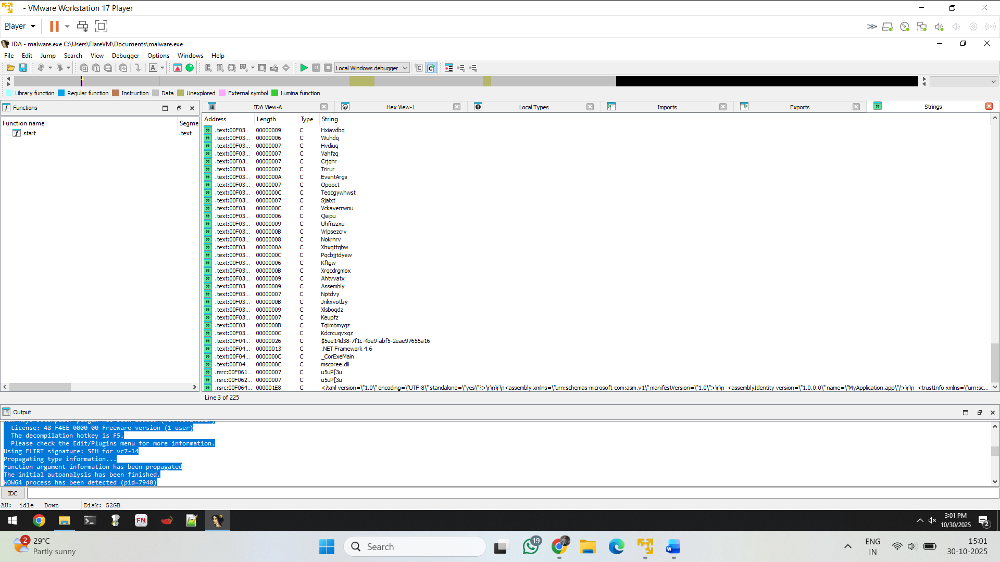 - VMware Workstation 17 Player
Player
IDA - malware.exe C:\Users\FlareVM\Documents\malware.exe
File Edit Jump Search View Debugger Options Windows Help
Local Windows debugger
Library function Regular function Instruction Data Unexplored External symbol Lumina function
Functions
IDA View-A Hex View-1 Local Types Imports Exports Strings
Function name Segme
start .text
Address Length Type String
.text:00F03... 00000009 C Hxiavdbq
.text:00F03... 00000006 C Wuhdq
.text:00F03... 00000007 C Hvdiuq
.text:00F03... 00000007 C Vahfzq
.text:00F03... 00000007 C Crjqhr
.text:00F03... 00000007 C Trirur
.text:00F03... 0000000A C EventArgs
.text:00F03... 00000007 C Opooct
.text:00F03... 0000000C C Teocgywhwst
.text:00F03... 00000007 C Sjalxt
.text:00F03... 0000000C C Vckaverrwnu
.text:00F03... 00000006 C Qeipu
.text:00F03... 00000009 C Uhfnzzxu
.text:00F03... 0000000B C Vrlpsezcrv
.text:00F03... 00000008 C Nokrnrv
.text:00F03... 0000000A C Xbxgttgbw
.text:00F03... 0000000C C Pqcbjjtdyew
.text:00F03... 00000006 C Kftgw
.text:00F03... 0000000B C Xrqcdrgmox
.text:00F03... 00000009 C Ahtvvatx
.text:00F03... 00000009 C Assembly
.text:00F03... 00000007 C Nptdvy
.text:00F03... 0000000B C Jnkxvotlzy
.text:00F03... 00000009 C Xlsboqdz
.text:00F03... 00000007 C Keupfz
.text:00F03... 0000000B C Tqiimbmygz
.text:00F03... 0000000C C Kdcrcuqvxqz
.text:00F04... 00000026 C $5ee14d38-7f1c-4be9-abf5-2eae97655a16
.text:00F04... 00000013 C .NET Framework 4.6
.text:00F04... 0000000C C _CorExeMain
.text:00F04... 0000000C C mscoree.dll
.rsrc:00F061... 00000007 C u5uP[3u
.rsrc:00F062... 00000007 C u5uP[3u
.rsrc:00F064... 000001E8 C <?xml version=\"1.0\" encoding=\"UTF-8\" standalone=\"yes\"?>\r\n\r\n<assembly xmlns=\"urn:schemas-microsoft-com:asm.v1\" manifestVersion=\"1.0\">\r\n <assemblyIdentity version=\"1.0.0.0\" name=\"MyApplication.app\"/>\r\n <trustInfo xmlns=\"urn:sc...
Line 3 of 225
Output
License: 48-F4EE-0000-00 Freeware version (1 user)
The decompilation hotkey is F5.
Please check the Edit/Plugins menu for more information.
Using FLIRT signature: SEH for vc7-14
Propagating type information...
Function argument information has been propagated
The initial autoanalysis has been finished.
WOW64 process has been detected (pid=7940)
IDC
AU: idle Down Disk: 52GB
FN
3:01 PM
10/30/2025
2
2
29°C
Partly sunny
Search
19
ENG
IN
15:01
30-10-2025